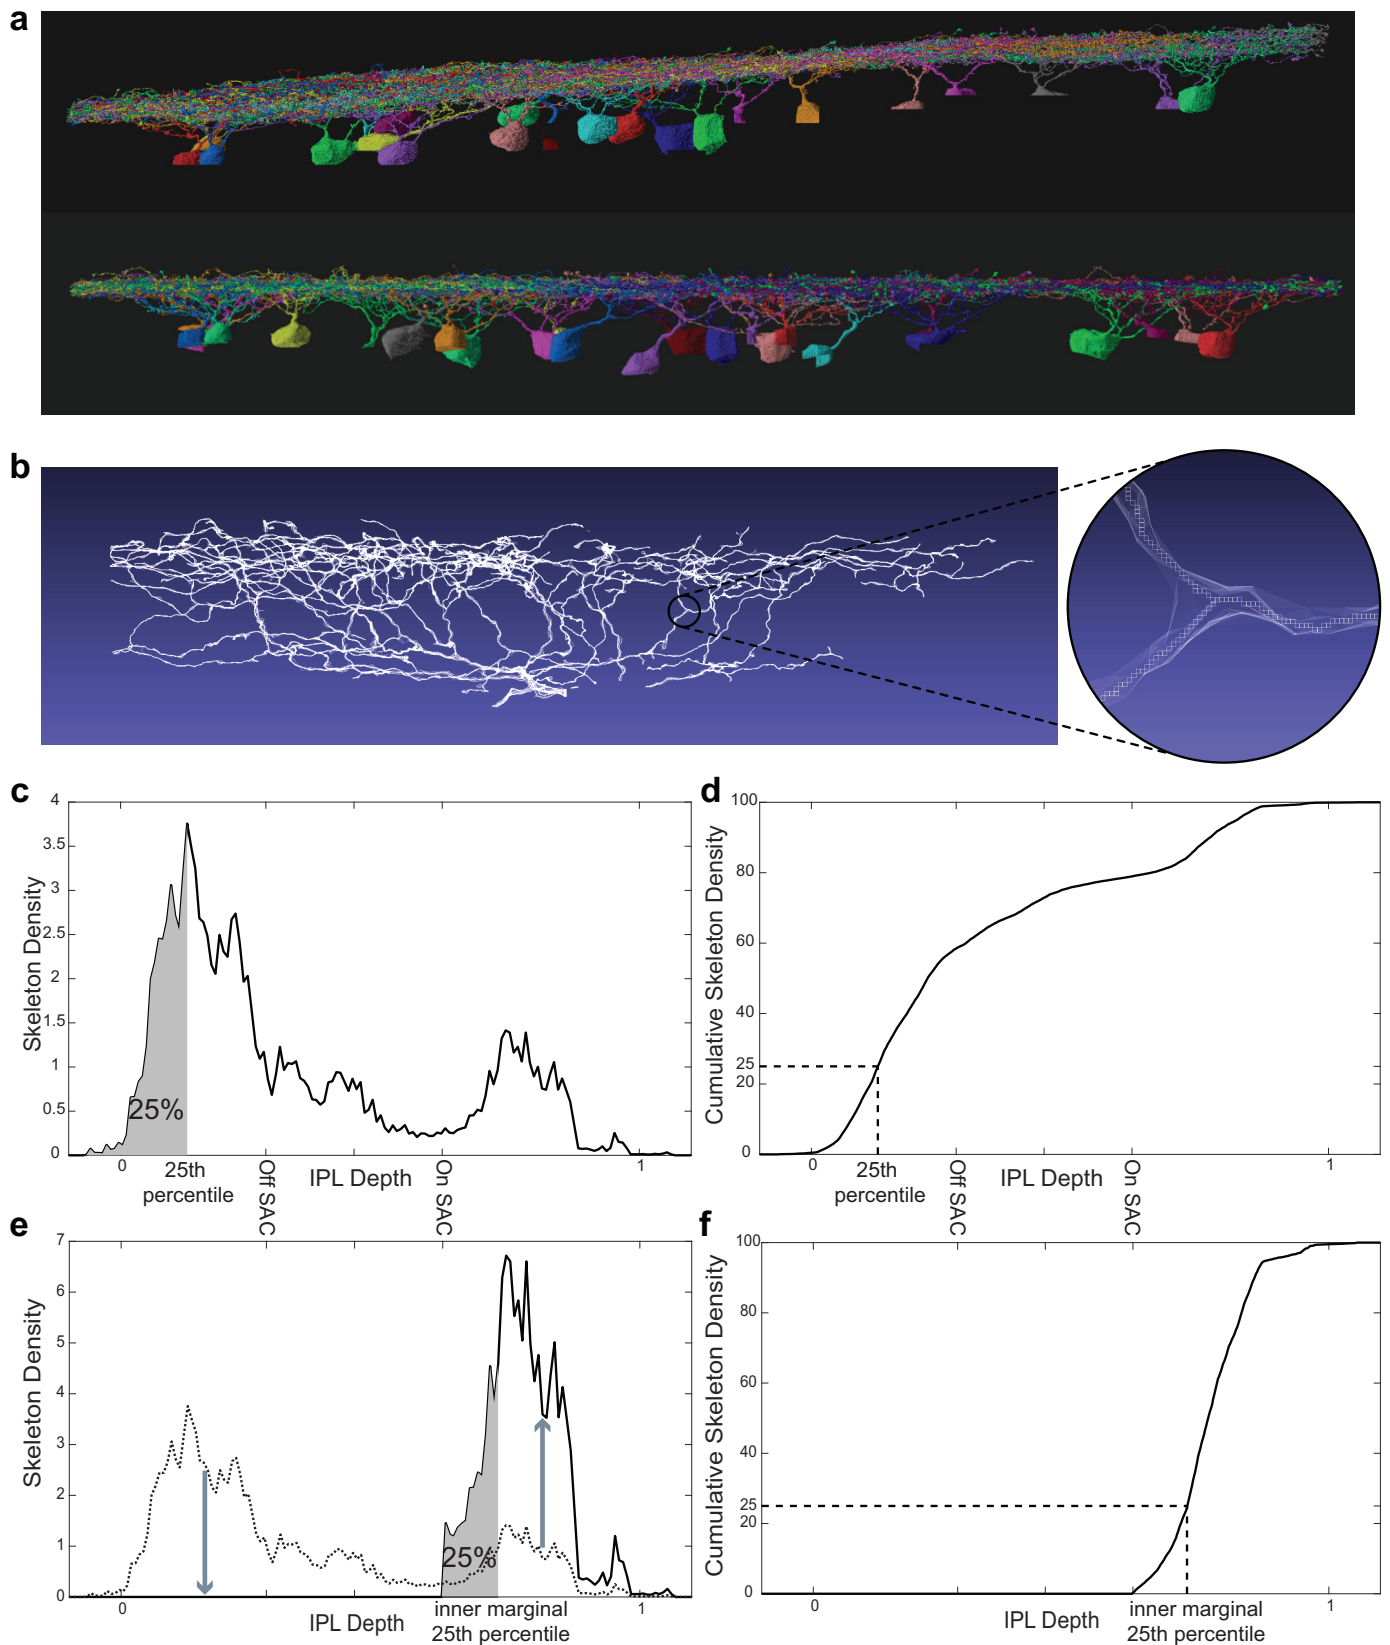 a
b
c
4
3.5
3
2.5
2
1.5
1
0.5
0
Skeleton Density
25%
0
25th
percentile
Off SAC
IPL Depth
On SAC
1
d
100
80
60
40
25
20
0
Cumulative Skeleton Density
0
25th
percentile
Off SAC
IPL Depth
On SAC
1
e
7
6
5
4
3
2
1
0
Skeleton Density
25%
0
IPL Depth
inner marginal
25th percentile
1
f
100
80
60
40
25
20
0
Cumulative Skeleton Density
0
IPL Depth
inner marginal
25th percentile
1